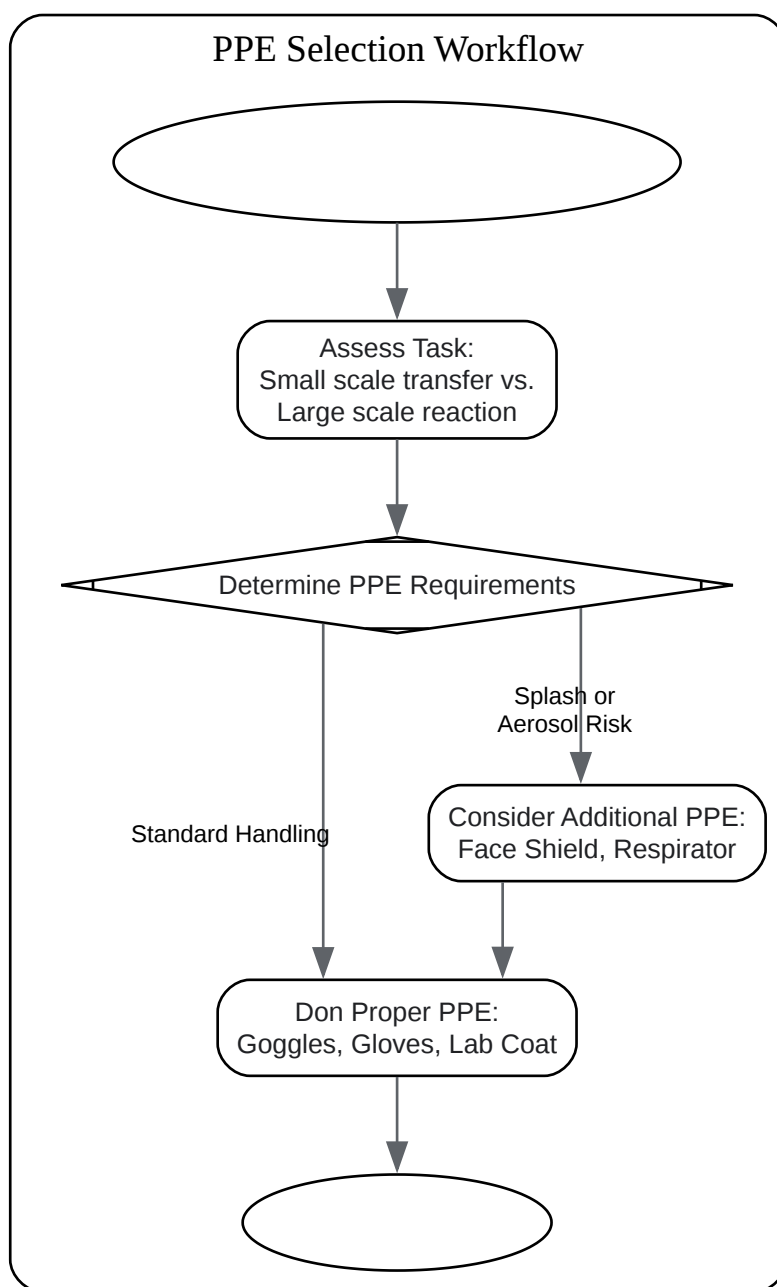 PPE Selection Workflow
Assess Task:
Small scale transfer vs.
Large scale reaction
Determine PPE Requirements
Splash or
Aerosol Risk
Standard Handling
Consider Additional PPE:
Face Shield, Respirator
Don Proper PPE:
Goggles, Gloves, Lab Coat